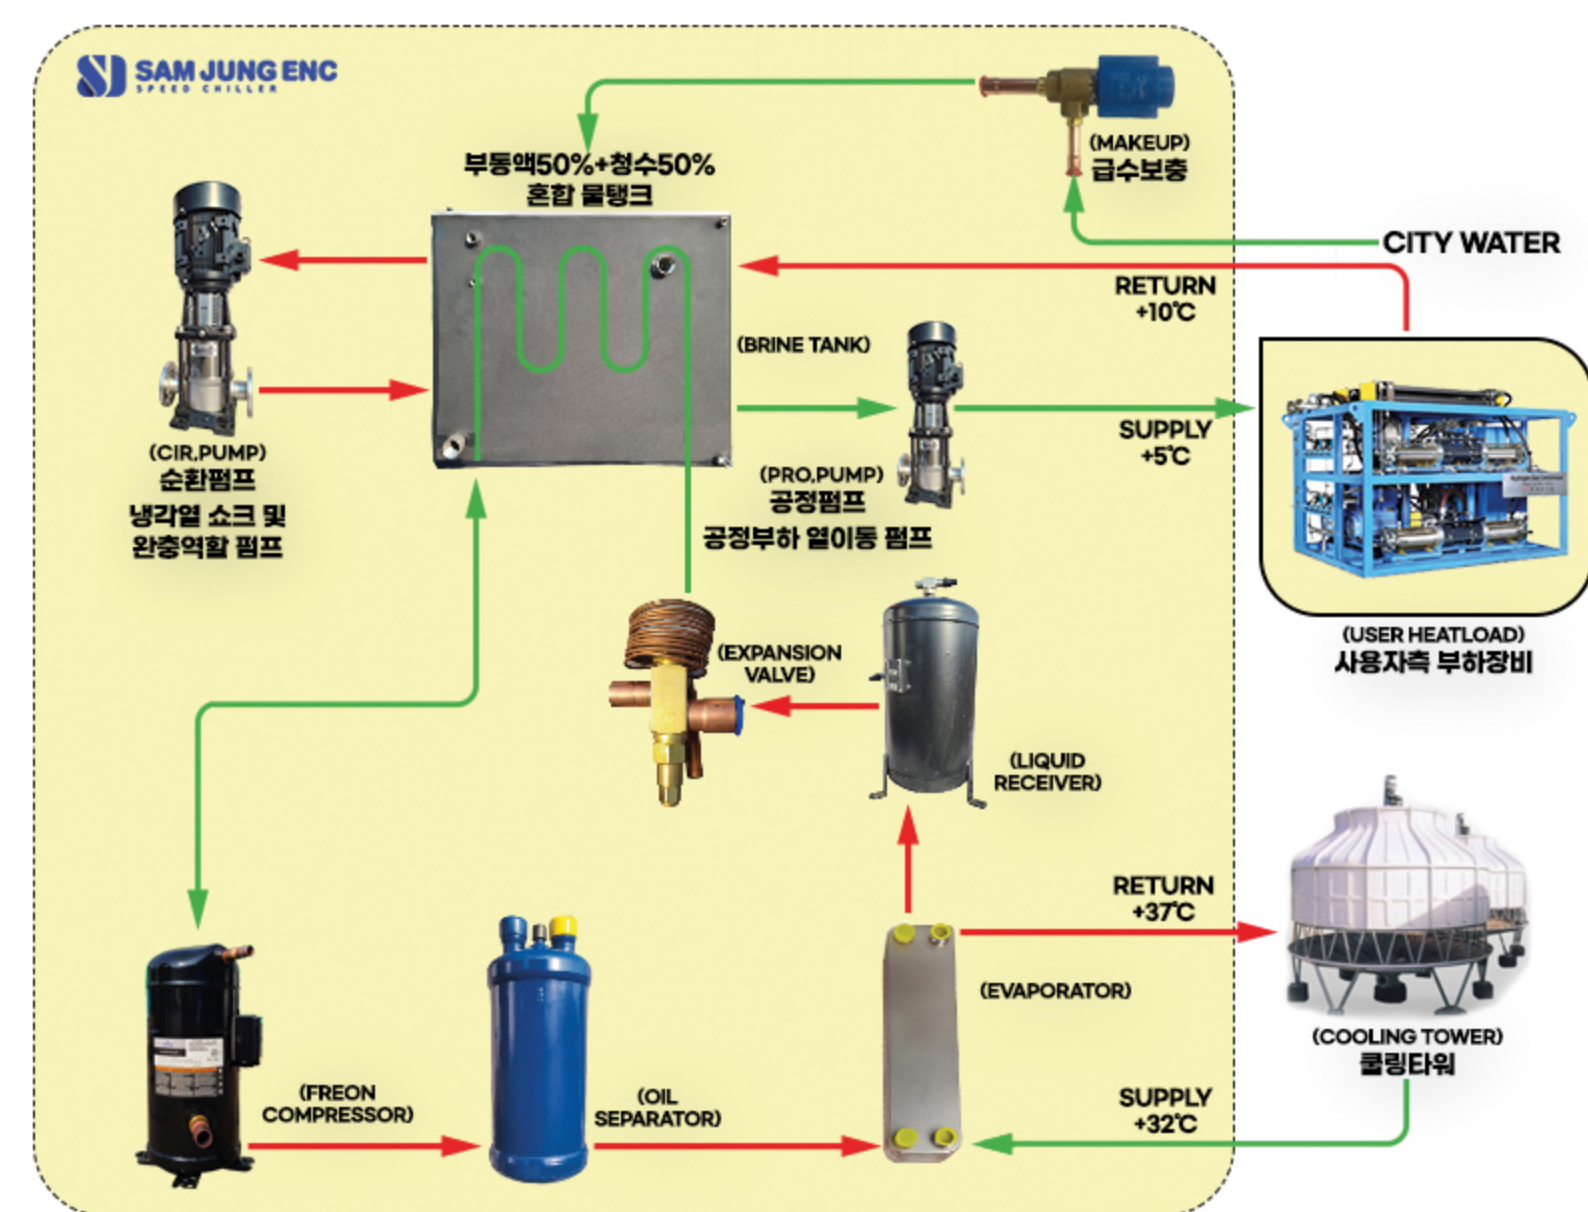 SAM JUNG ENC
SPEED CHILLER
(MAKEUP)
급수보충
부동액50%+청수50%
혼합 물탱크
CITY WATER
RETURN
+10℃
(BRINE TANK)
SUPPLY
+5℃
(CIR,PUMP)
순환펌프
냉각열 쇼크 및
완충역할 펌프
(PRO,PUMP)
공정펌프
공정부하 열이동 펌프
(USER HEATLOAD)
사용자측 부하장비
(EXPANSION
VALVE)
(LIQUID
RECEIVER)
RETURN
+37℃
(EVAPORATOR)
(COOLING TOWER)
쿨링타워
(FREON
COMPRESSOR)
(OIL
SEPARATOR)
SUPPLY
+32℃